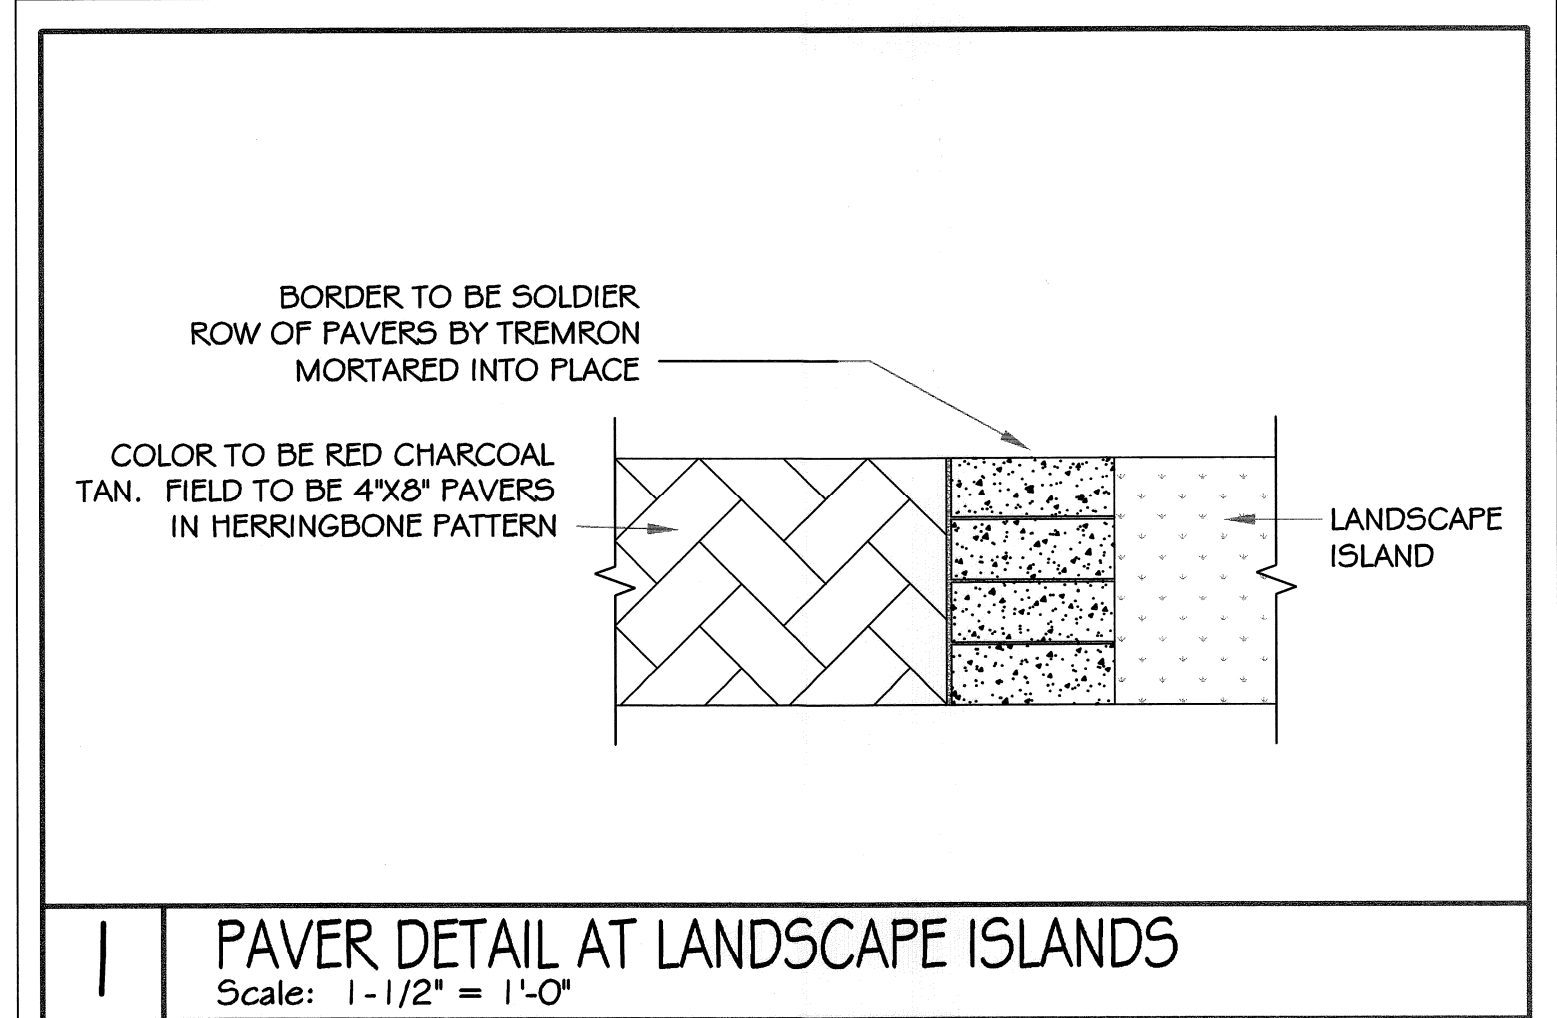 BORDER TO BE SOLDIER
ROW OF PAVERS BY TREMRON
MORTARED INTO PLACE
COLOR TO BE RED CHARCOAL
TAN. FIELD TO BE 4"X8" PAVERS
IN HERRINGBONE PATTERN
LANDSCAPE
ISLAND
1
PAVER DETAIL AT LANDSCAPE ISLANDS
Scale: 1-1/2" = 1'-0"